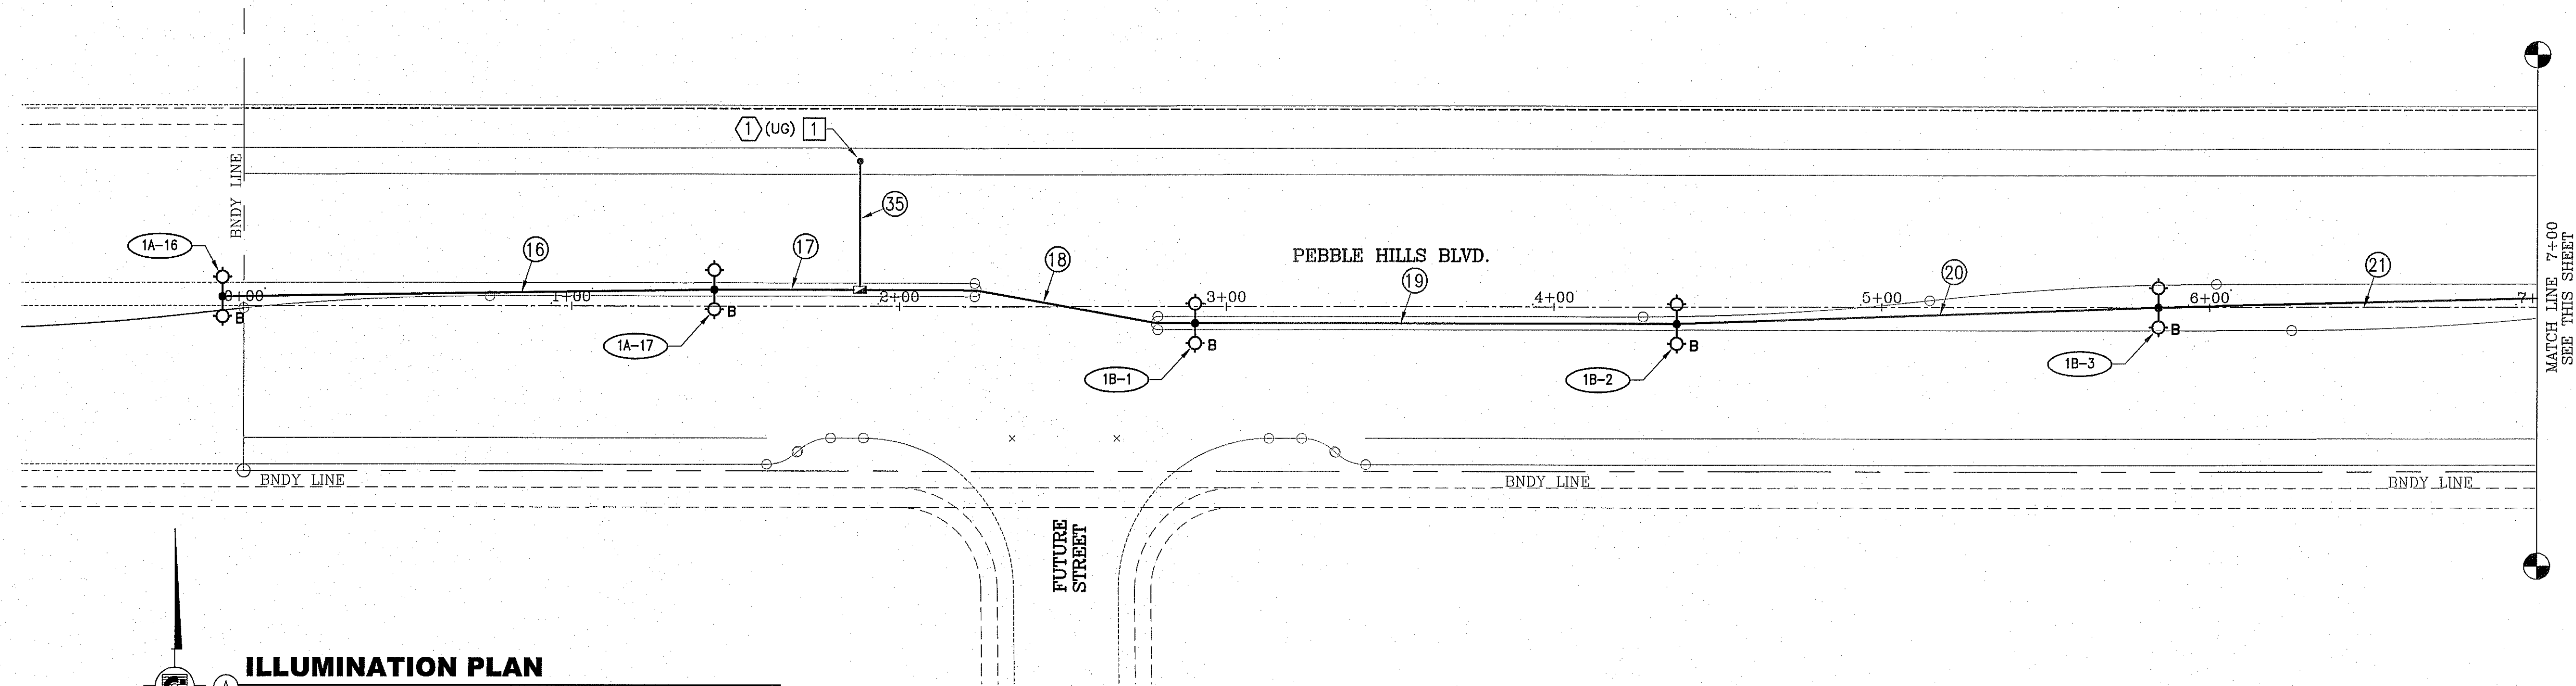 1 (UG) 1
BNDY LINE
35
1A-16
16
17
18
PEBBLE HILLS BLVD.
19
20
21
MATCH LINE 7+00
SEE THIS SHEET
0+00
1+00
2+00
3+00
4+00
5+00
6+00
7+
B
B
B
B
B
1A-17
1B-1
1B-2
1B-3
BNDY LINE
BNDY LINE
BNDY LINE
FUTURE
STREET
ILLUMINATION PLAN
A